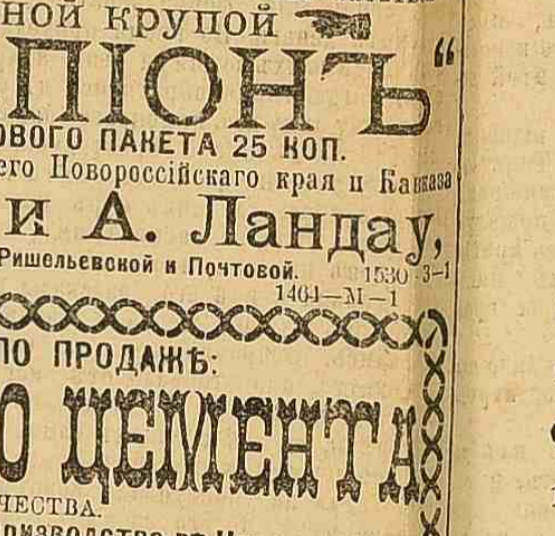 ной крупой
ПІОНЪ“
ОВОГО ПАКЕТА 25 КОП.
его Новороссійскаго края и Кавказа
и А. Ландау,
Ришельевской и Почтовой. 1530-3-1
1464—М—1
ПО ПРОДАЖѢ:
О ЦЕМЕНТА
ЧЕСТВА.